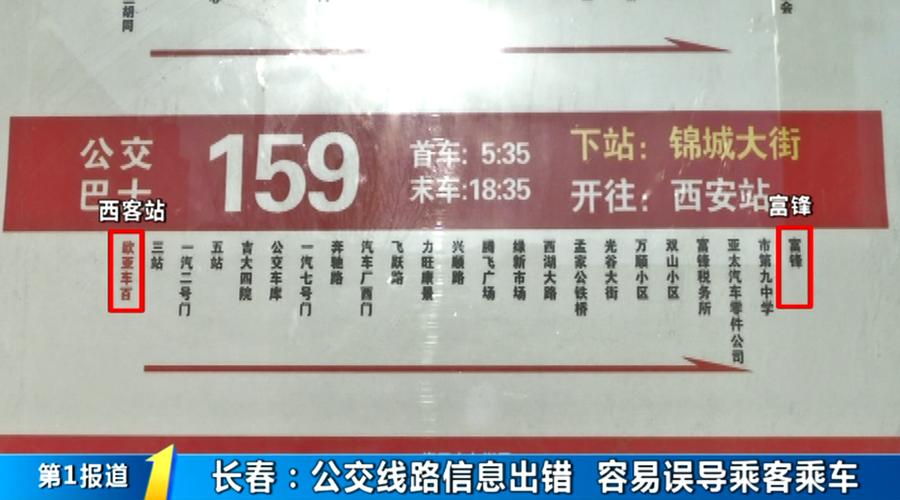 胡同
会
公交
巴士
159
首车: 5:35
末车:18:35
下站: 锦城大街
开往: 西安站
西客站
富锋
欧亚车百
三站
一汽二号门
五站
吉大四院
公交车库
一汽七号门
奔驰路
汽车厂西门
飞跃路
力旺康景
兴顺路
腾飞广场
绿新市场
西湖大路
孟家公铁桥
光谷大街
万顺小区
双山小区
富锋税务所
亚太汽车零件公司
市第九中学
富锋
第1报道
长春:公交线路信息出错 容易误导乘客乘车